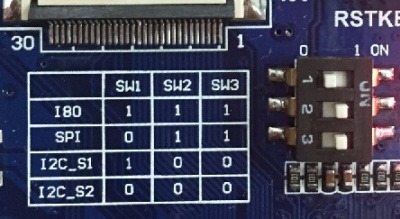 RSTKE
30 1
0 1 ON
SW1 SW2 SW3
I80 1 1 1
SPI 0 1 1
I2C_S1 1 0 0
I2C_S2 0 0 0
ON
1
2
3